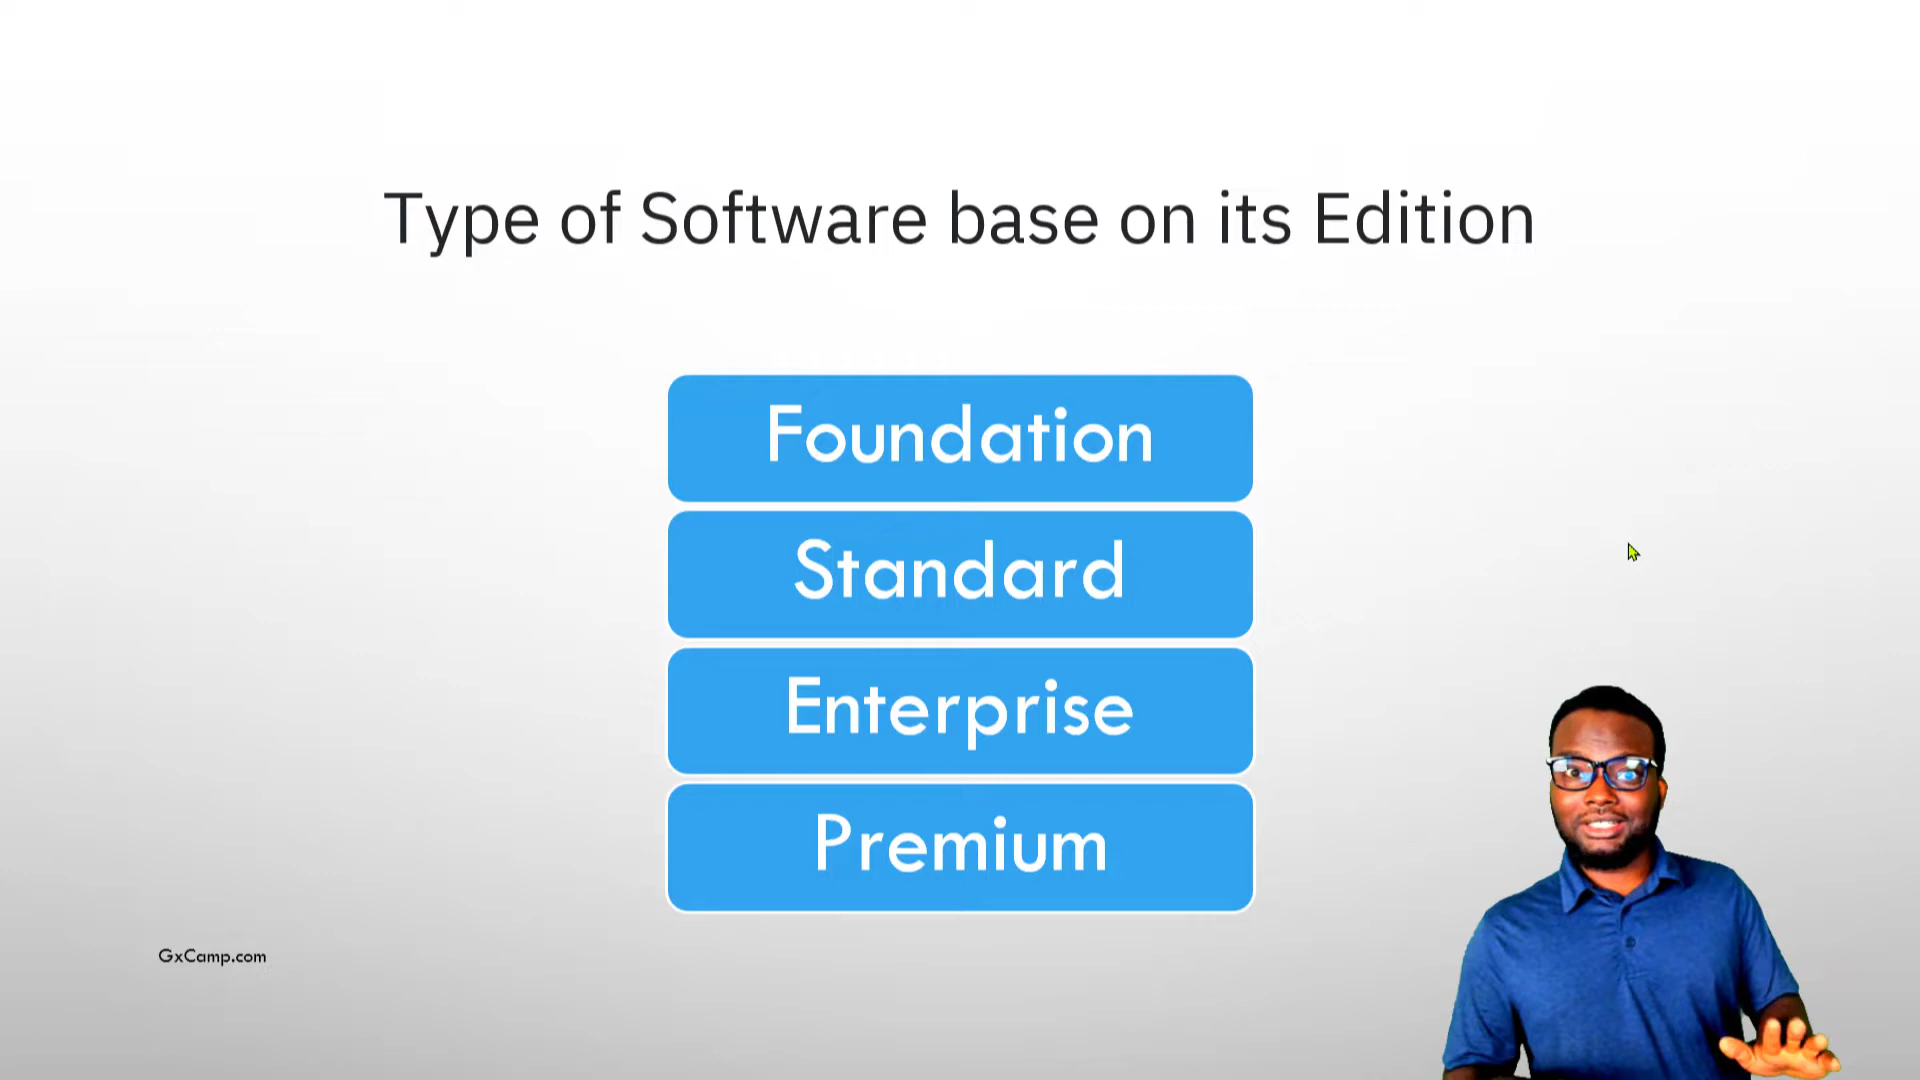 Type of Software base on its Edition
Foundation
Standard
Enterprise
Premium
GxCamp.com